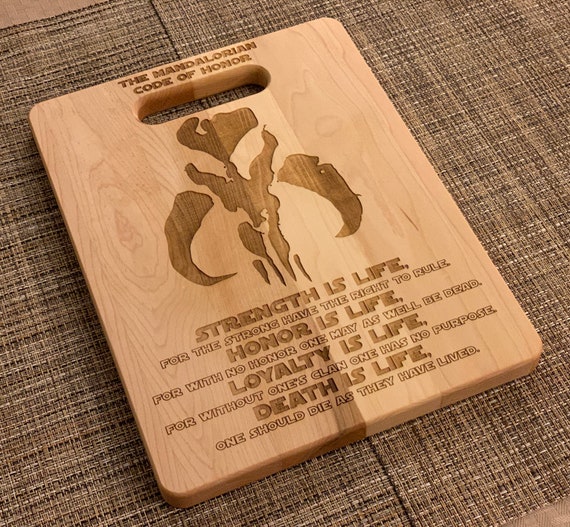 THE MANDALORIAN
CODE OF HONOR
STRENGTH IS LIFE,
FOR THE STRONG HAVE THE RIGHT TO RULE.
HONOR IS LIFE,
FOR WITH NO HONOR ONE MAY AS WELL BE DEAD.
LOYALTY IS LIFE,
FOR WITHOUT ONE'S CLAN ONE HAS NO PURPOSE.
DEATH IS LIFE,
ONE SHOULD DIE AS THEY HAVE LIVED.